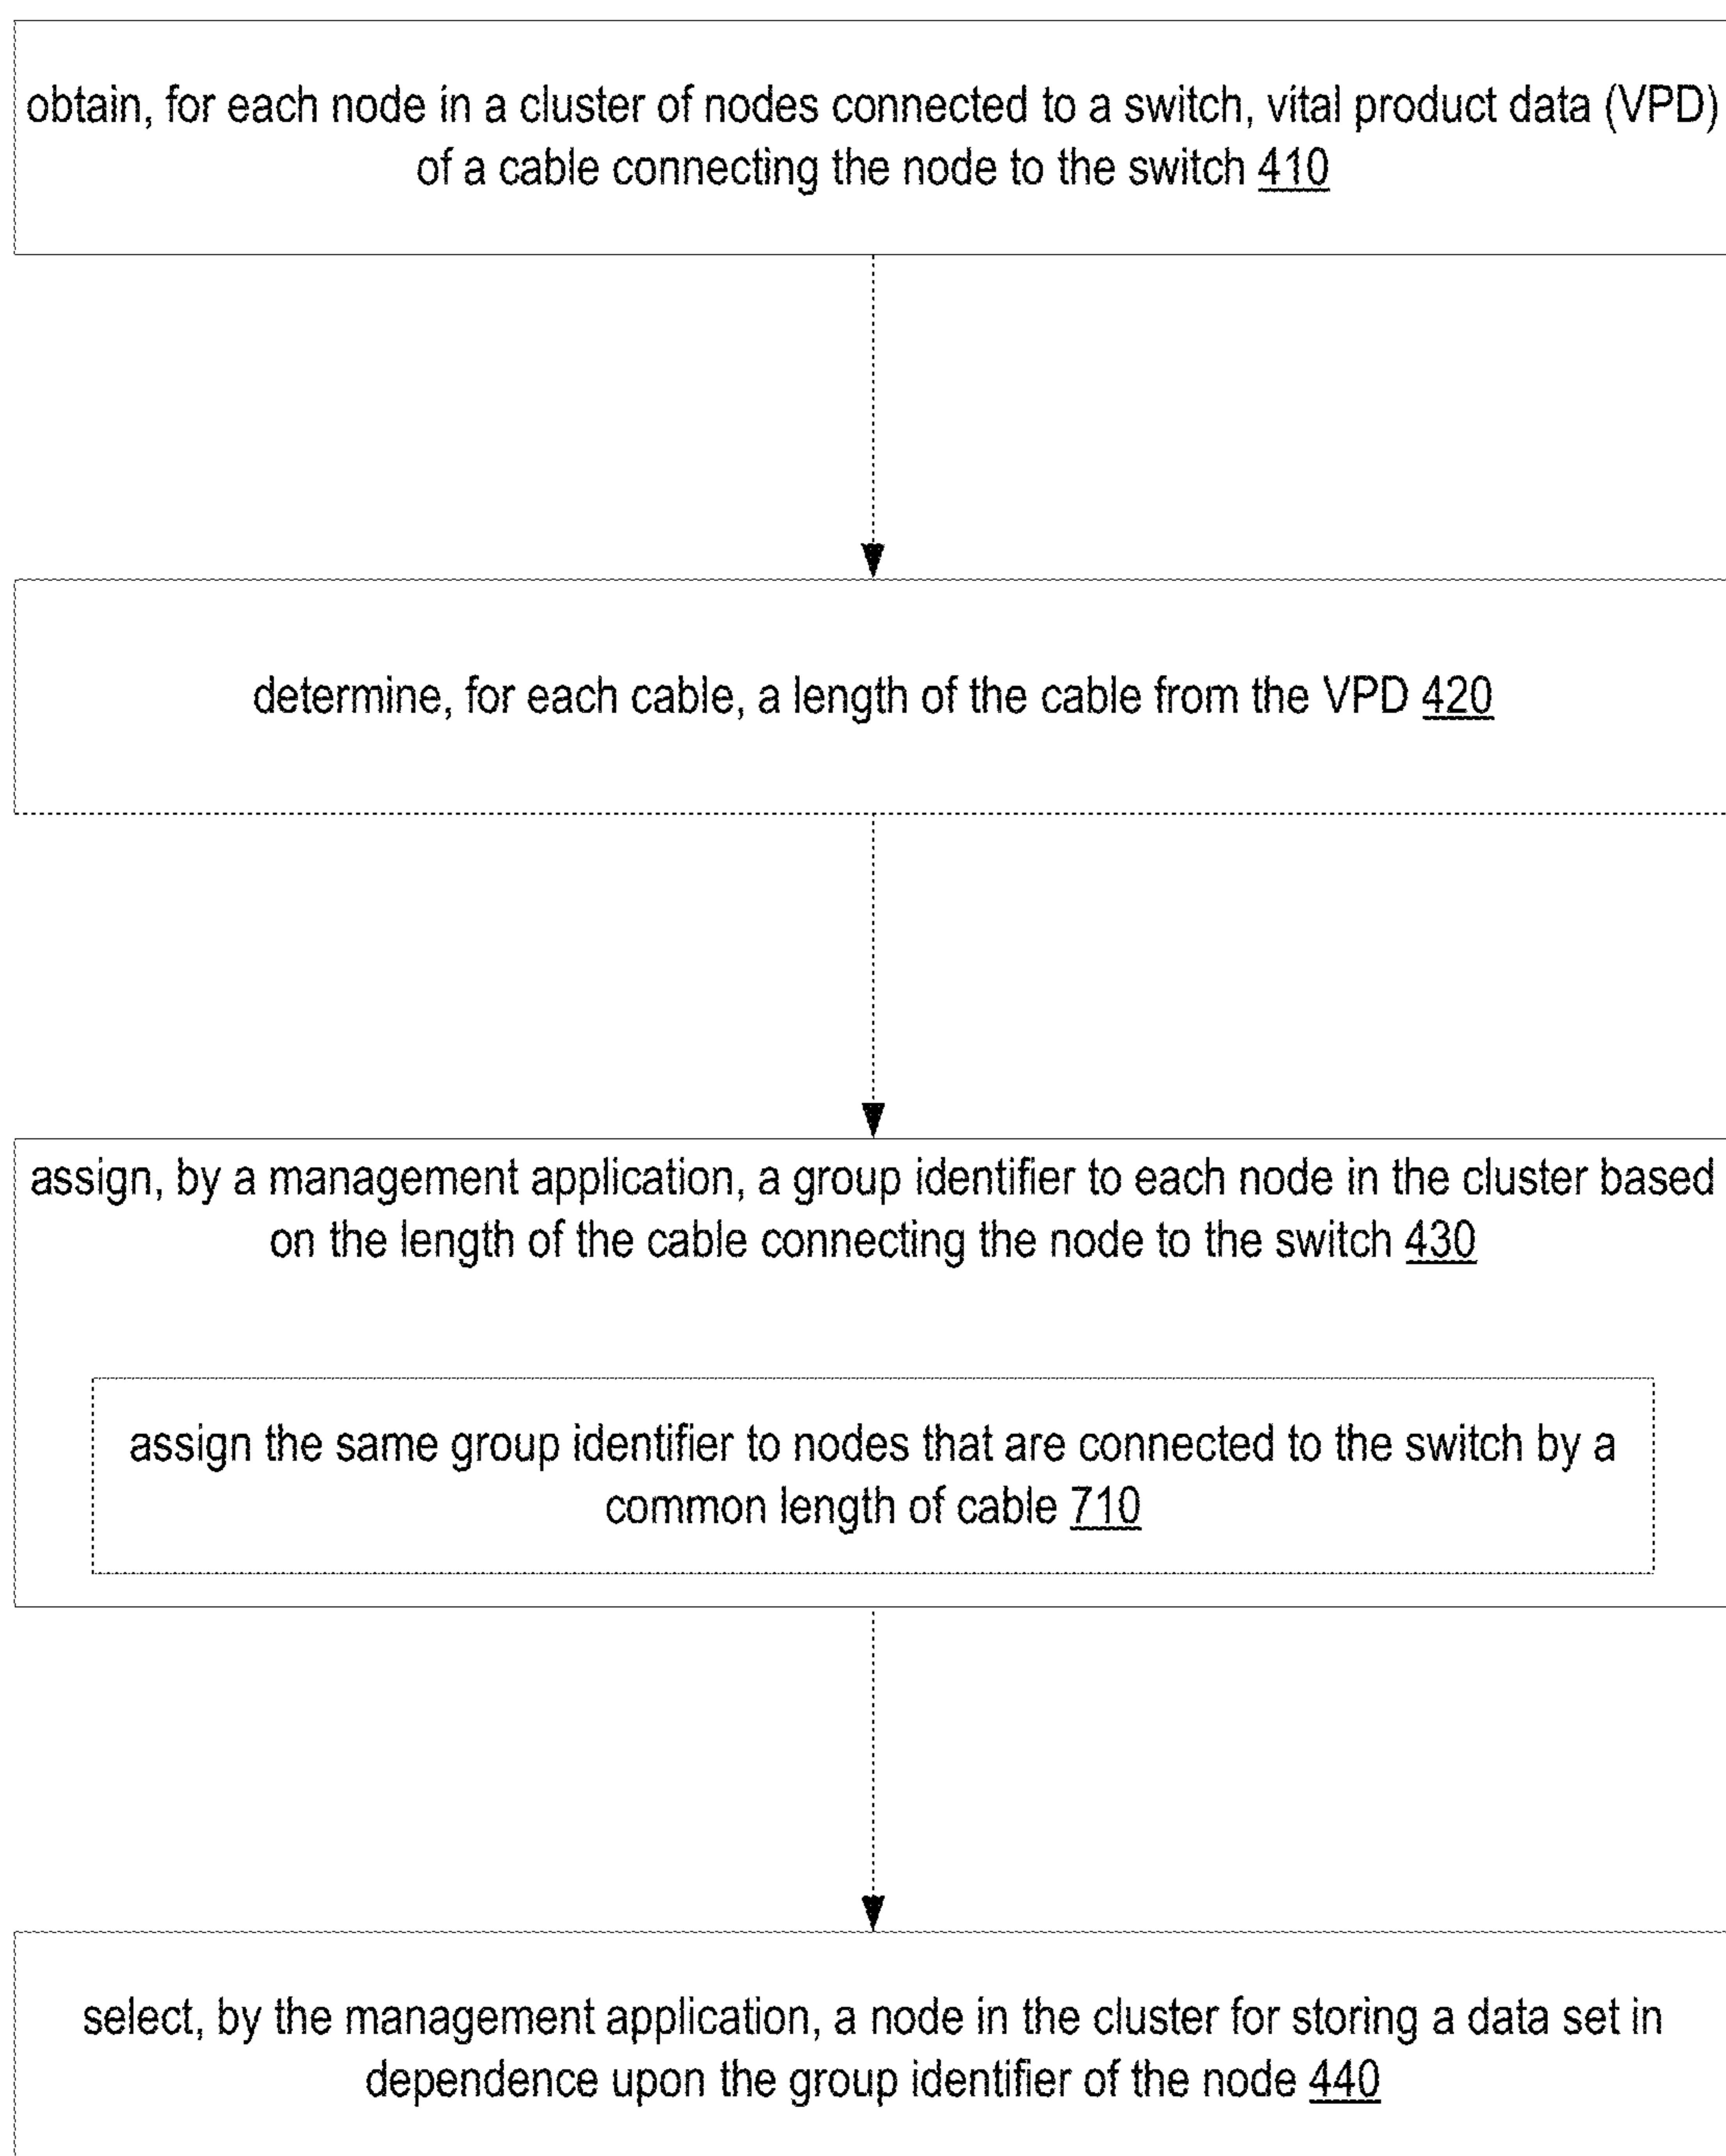 obtain, for each node in a cluster of nodes connected to a switch, vital product data (VPD)
of a cable connecting the node to the switch 410
determine, for each cable, a length of the cable from the VPD 420
assign, by a management application, a group identifier to each node in the cluster based
on the length of the cable connecting the node to the switch 430
assign the same group identifier to nodes that are connected to the switch by a
common length of cable 710
select, by the management application, a node in the cluster for storing a data set in
dependence upon the group identifier of the node 440